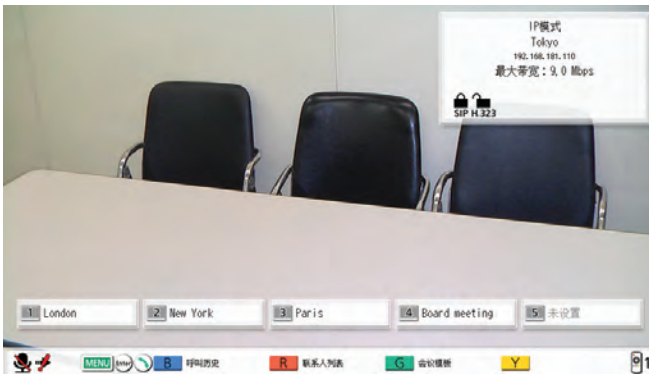 IP模式
Tokyo
192.168.181.110
最大带宽：9.0 Mbps
SIP H.323
1 London
2 New York
3 Paris
4 Board meeting
5 未设置
MENU Enter B 呼叫历史 R 联系人列表 G 会议模板 Y 1